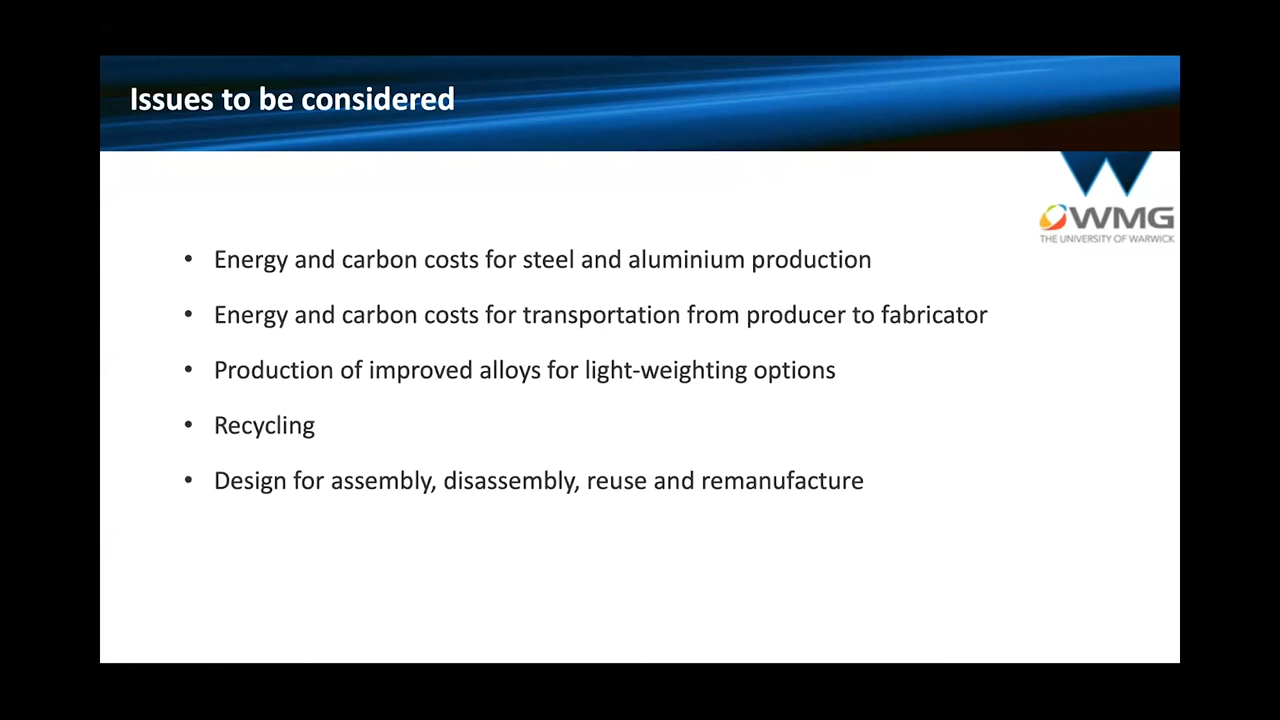 Issues to be considered
WMG
THE UNIVERSITY OF WARWICK
• Energy and carbon costs for steel and aluminium production
• Energy and carbon costs for transportation from producer to fabricator
• Production of improved alloys for light-weighting options
• Recycling
• Design for assembly, disassembly, reuse and remanufacture